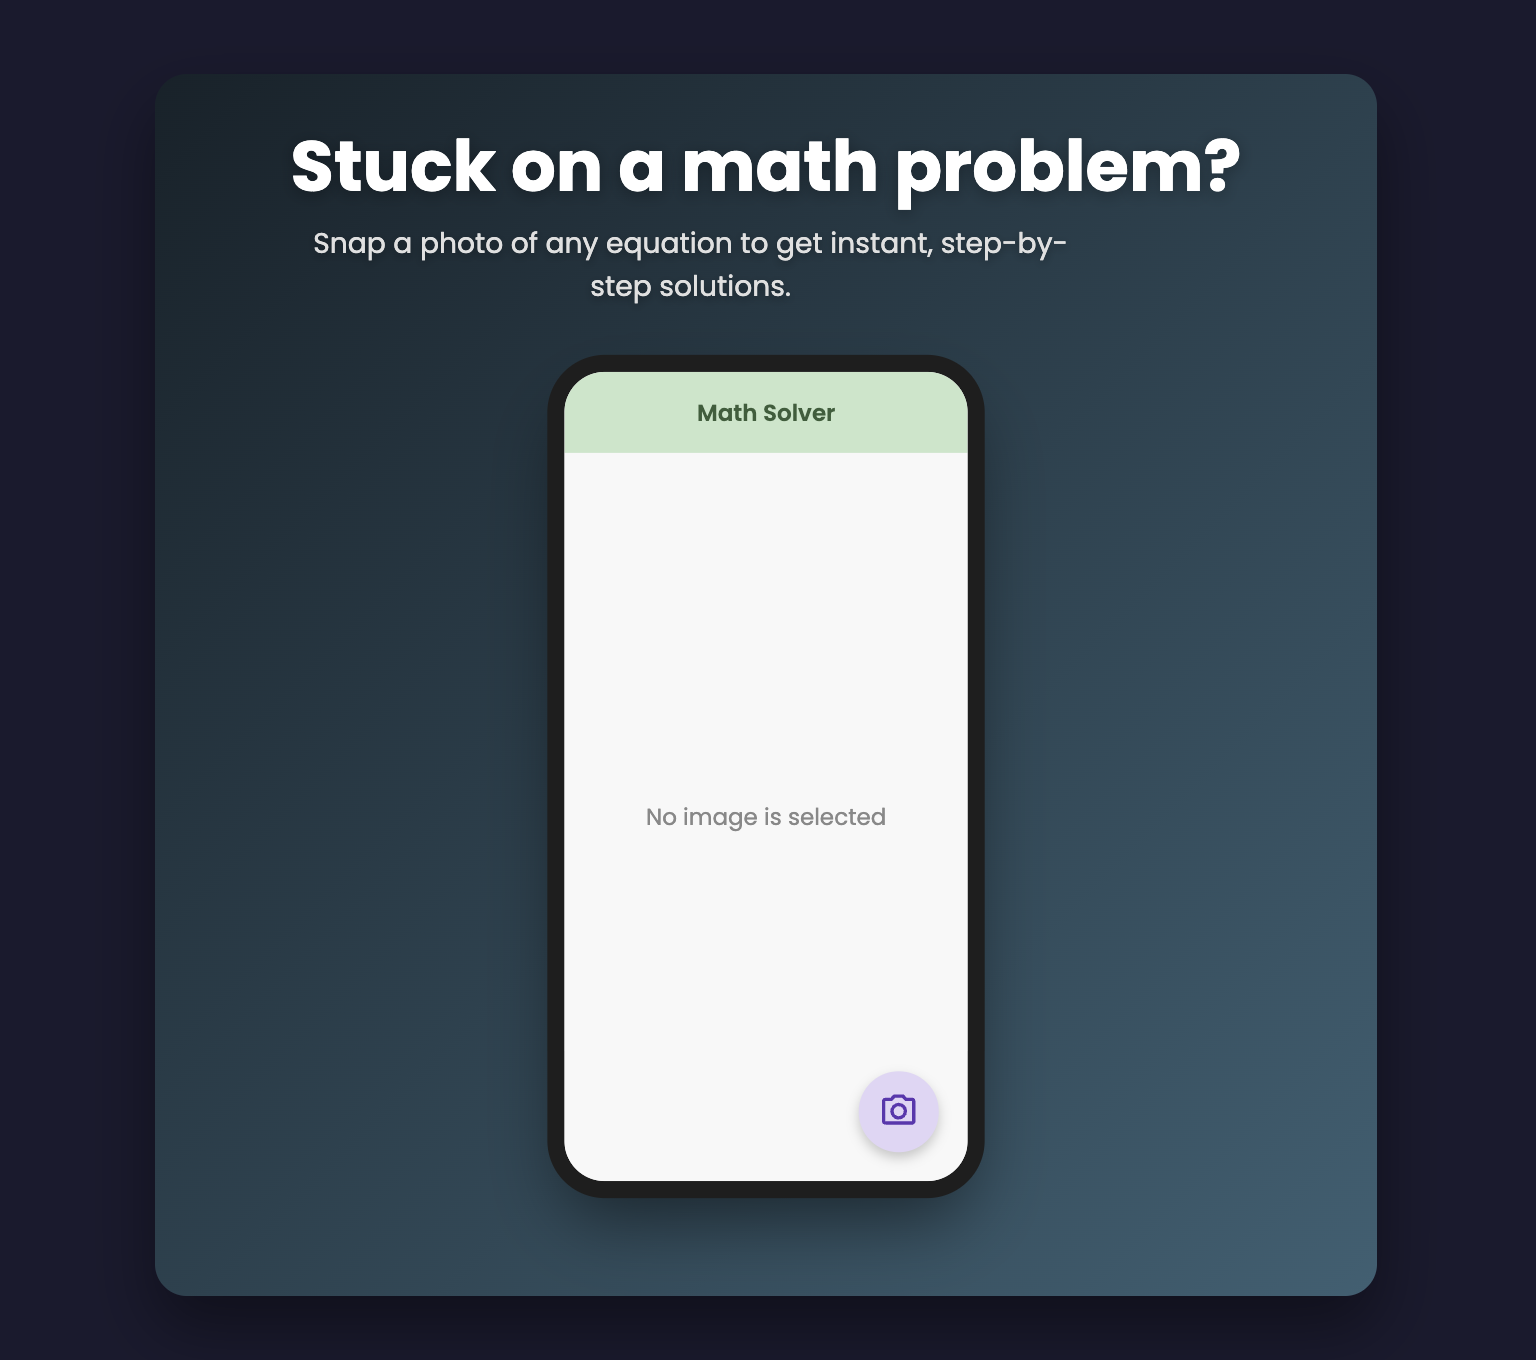 Stuck on a math problem?
Snap a photo of any equation to get instant, step-by-
step solutions.
Math Solver
No image is selected